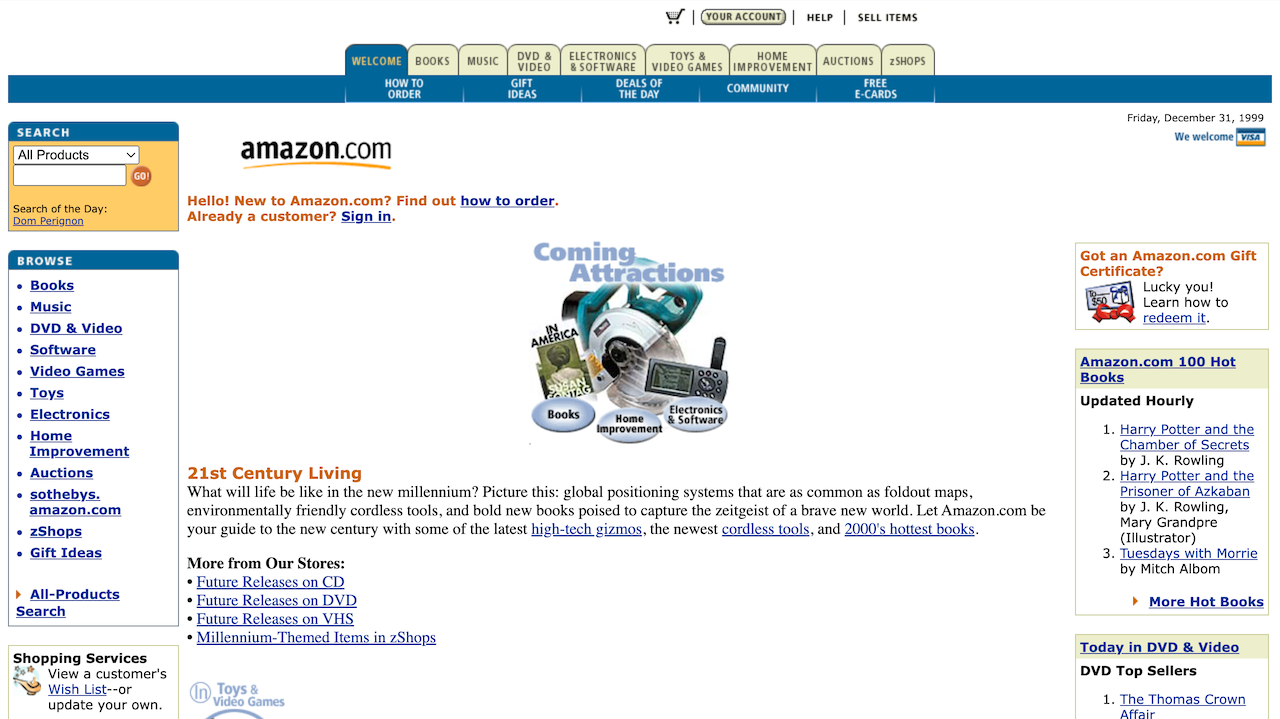 YOUR ACCOUNT
HELP
SELL ITEMS
WELCOME
BOOKS
MUSIC
DVD &
VIDEO
ELECTRONICS
& SOFTWARE
TOYS &
VIDEO GAMES
HOME
IMPROVEMENT
AUCTIONS
zSHOPS
HOW TO
ORDER
GIFT
IDEAS
DEALS OF
THE DAY
COMMUNITY
FREE
E-CARDS
Friday, December 31, 1999
We welcome VISA
SEARCH
All Products
GO!
Search of the Day:
Dom Perignon
amazon.com
Hello! New to Amazon.com? Find out how to order.
Already a customer? Sign in.
BROWSE
Books
Music
DVD & Video
Software
Video Games
Toys
Electronics
Home
Improvement
Auctions
sothebys.
amazon.com
zShops
Gift Ideas
All-Products
Search
Shopping Services
View a customer's
Wish List--or
update your own.
Coming
Attractions
IN
AMERICA
SUSAN
SONTAG
Books
Home
Improvement
Electronics
& Software
21st Century Living
What will life be like in the new millennium? Picture this: global positioning systems that are as common as foldout maps,
environmentally friendly cordless tools, and bold new books poised to capture the zeitgeist of a brave new world. Let Amazon.com be
your guide to the new century with some of the latest high-tech gizmos, the newest cordless tools, and 2000's hottest books.
More from Our Stores:
• Future Releases on CD
• Future Releases on DVD
• Future Releases on VHS
• Millennium-Themed Items in zShops
In Toys &
Video Games
Got an Amazon.com Gift
Certificate?
To:
$50
Lucky you!
Learn how to
redeem it.
Amazon.com 100 Hot
Books
Updated Hourly
1. Harry Potter and the
Chamber of Secrets
by J. K. Rowling
2. Harry Potter and the
Prisoner of Azkaban
by J. K. Rowling,
Mary Grandpre
(Illustrator)
3. Tuesdays with Morrie
by Mitch Albom
More Hot Books
Today in DVD & Video
DVD Top Sellers
1. The Thomas Crown
Affair